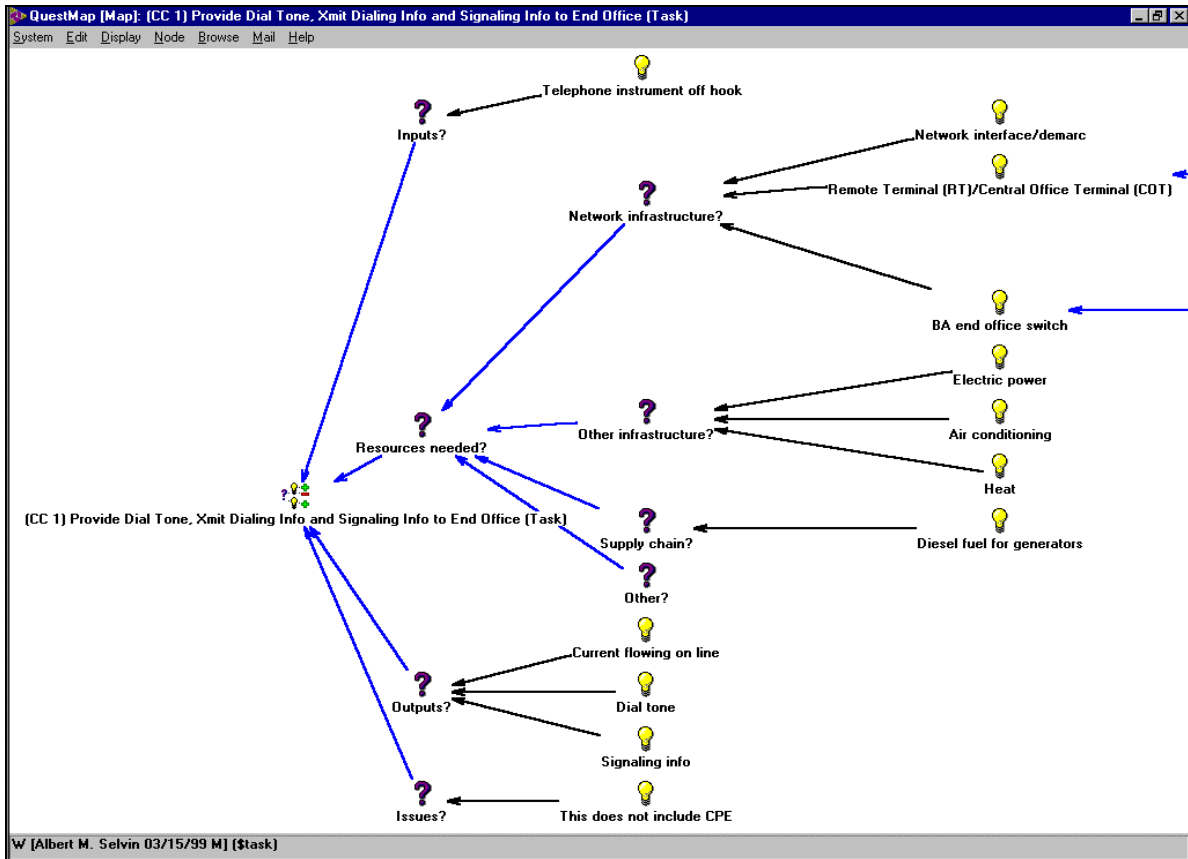 QuestMap [Map]: (CC 1) Provide Dial Tone, Xmit Dialing Info and Signaling Info to End Office (Task)
System Edit Display Node Browse Mail Help
Telephone instrument off hook
Inputs?
Network interface/demarc
Remote Terminal (RT)/Central Office Terminal (COT)
Network infrastructure?
BA end office switch
Electric power
Resources needed?
Other infrastructure?
Air conditioning
Heat
(CC 1) Provide Dial Tone, Xmit Dialing Info and Signaling Info to End Office (Task)
Supply chain?
Diesel fuel for generators
Other?
Current flowing on line
Outputs?
Dial tone
Signaling info
Issues?
This does not include CPE
W [Albert M. Selvin 03/15/99 M] ($task)